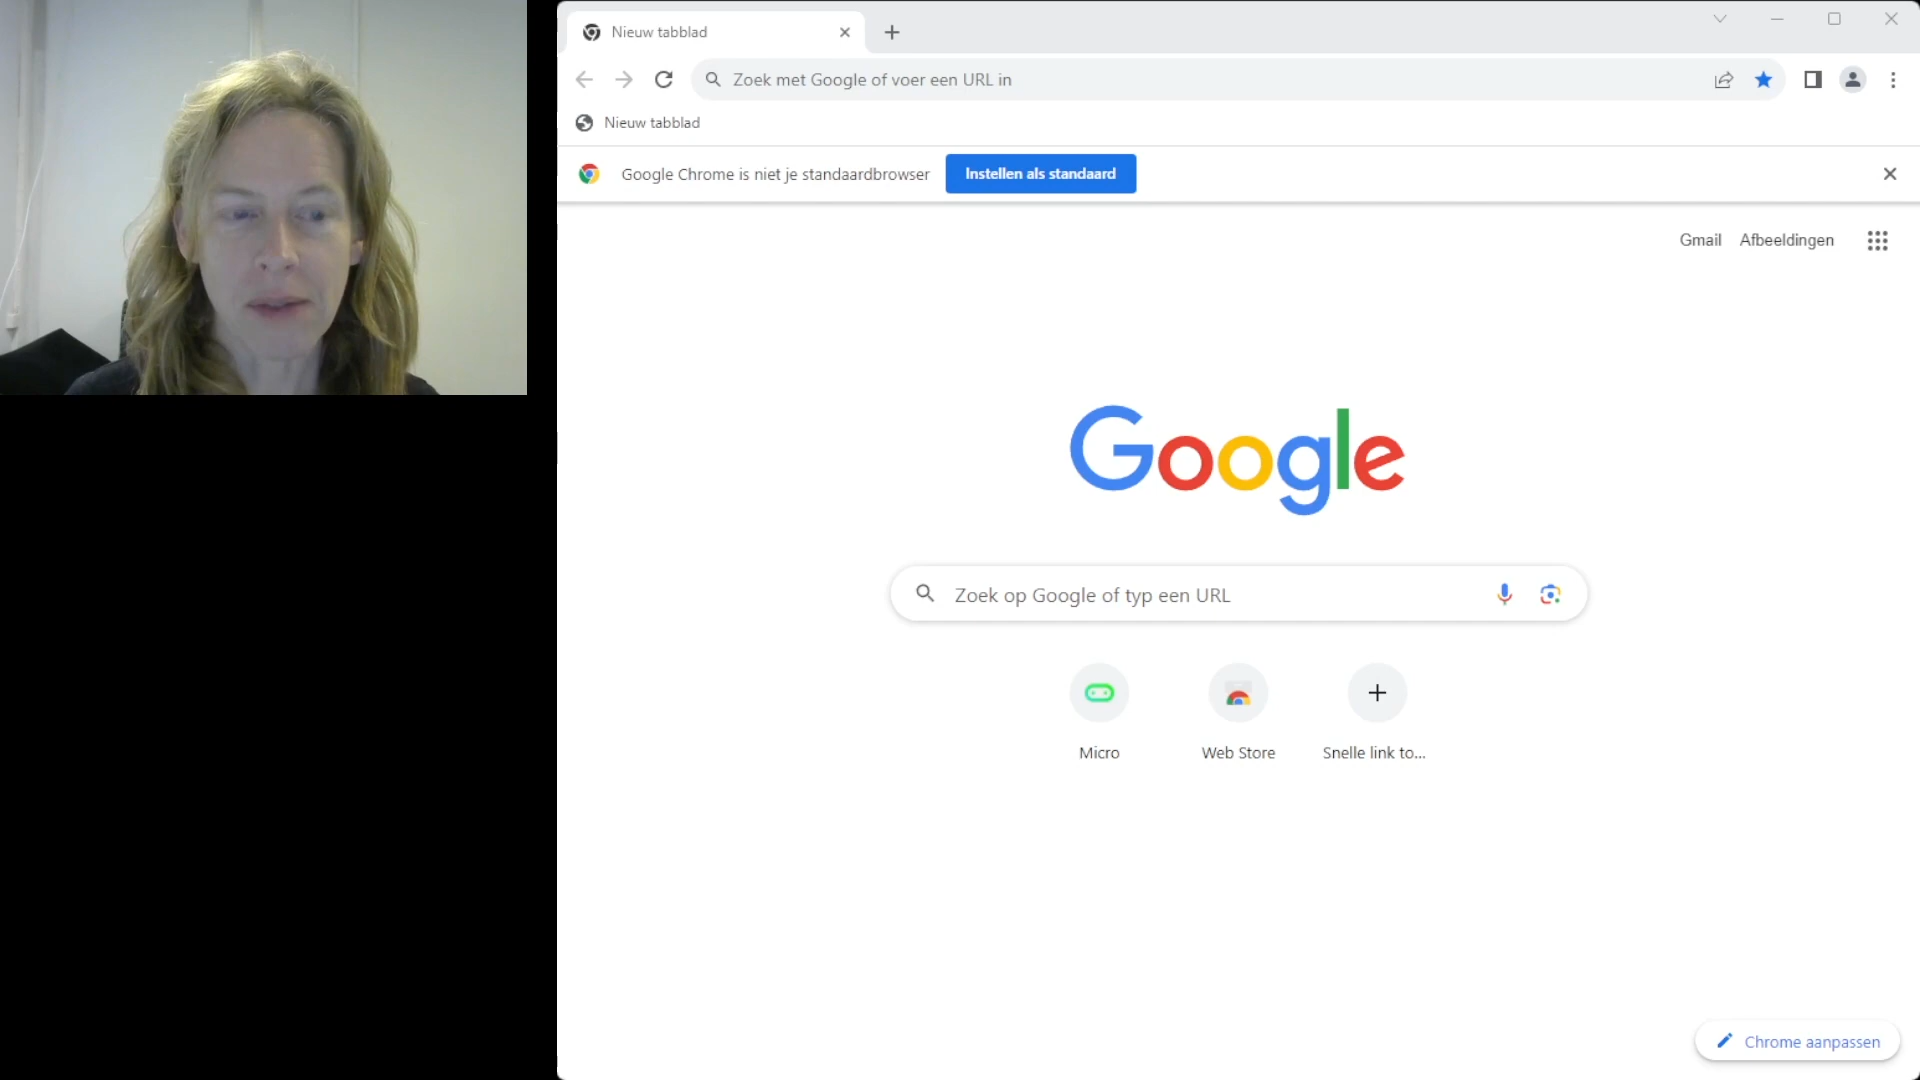 Nieuw tabblad
Zoek met Google of voer een URL in
Nieuw tabblad
Google Chrome is niet je standaardbrowser
Instellen als standaard
Gmail Afbeeldingen
Google
Zoek op Google of typ een URL
Micro Web Store Snelle link to...
Chrome aanpassen